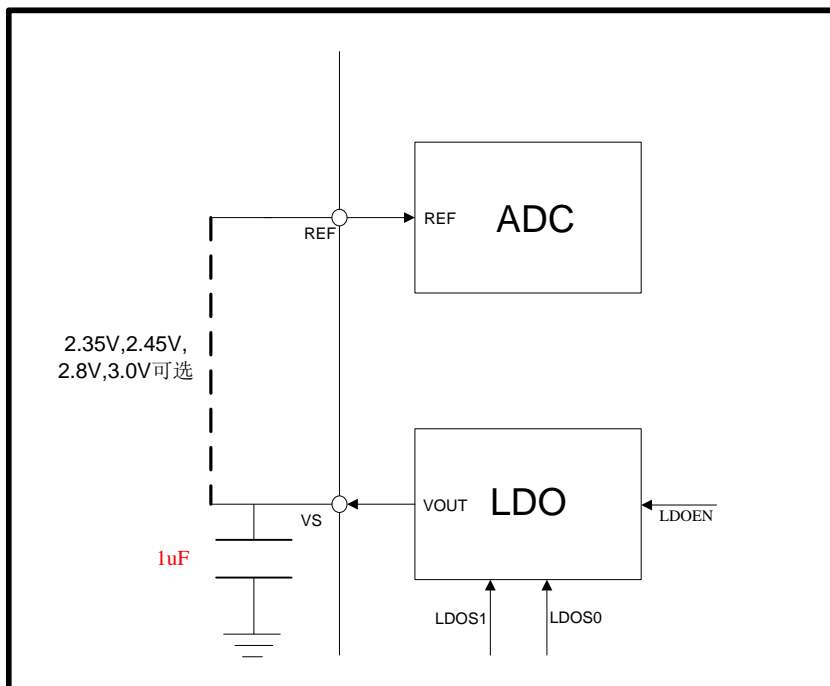 REF
REF
ADC
2.35V,2.45V,
2.8V,3.0V可选
VS
VOUT
LDO
LDOEN
1uF
LDOS1
LDOS0